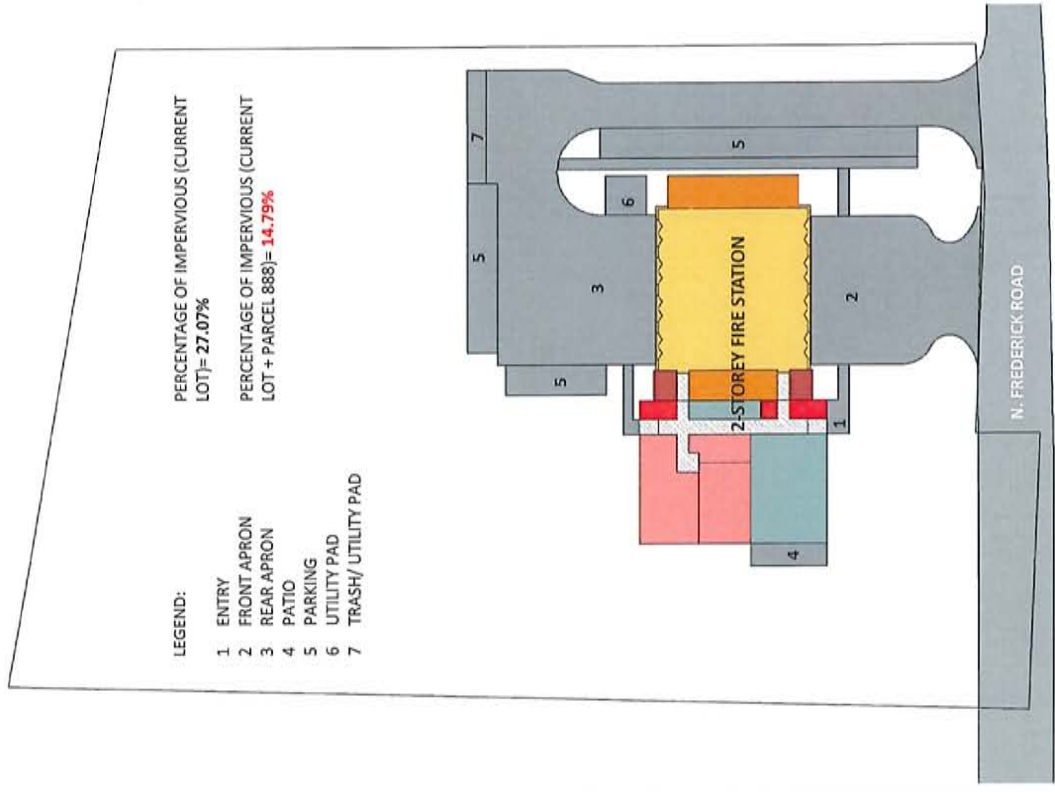 LEGEND:
1 ENTRY
2 FRONT APRON
3 REAR APRON
4 PATIO
5 PARKING
6 UTILITY PAD
7 TRASH/ UTILITY PAD
PERCENTAGE OF IMPERVIOUS (CURRENT
LOT)= 27.07%
PERCENTAGE OF IMPERVIOUS (CURRENT
LOT + PARCEL 888)= 14.79%
5
7
5
3
6
5
2-STOREY FIRE STATION
4
1
2
N. FREDERICK ROAD